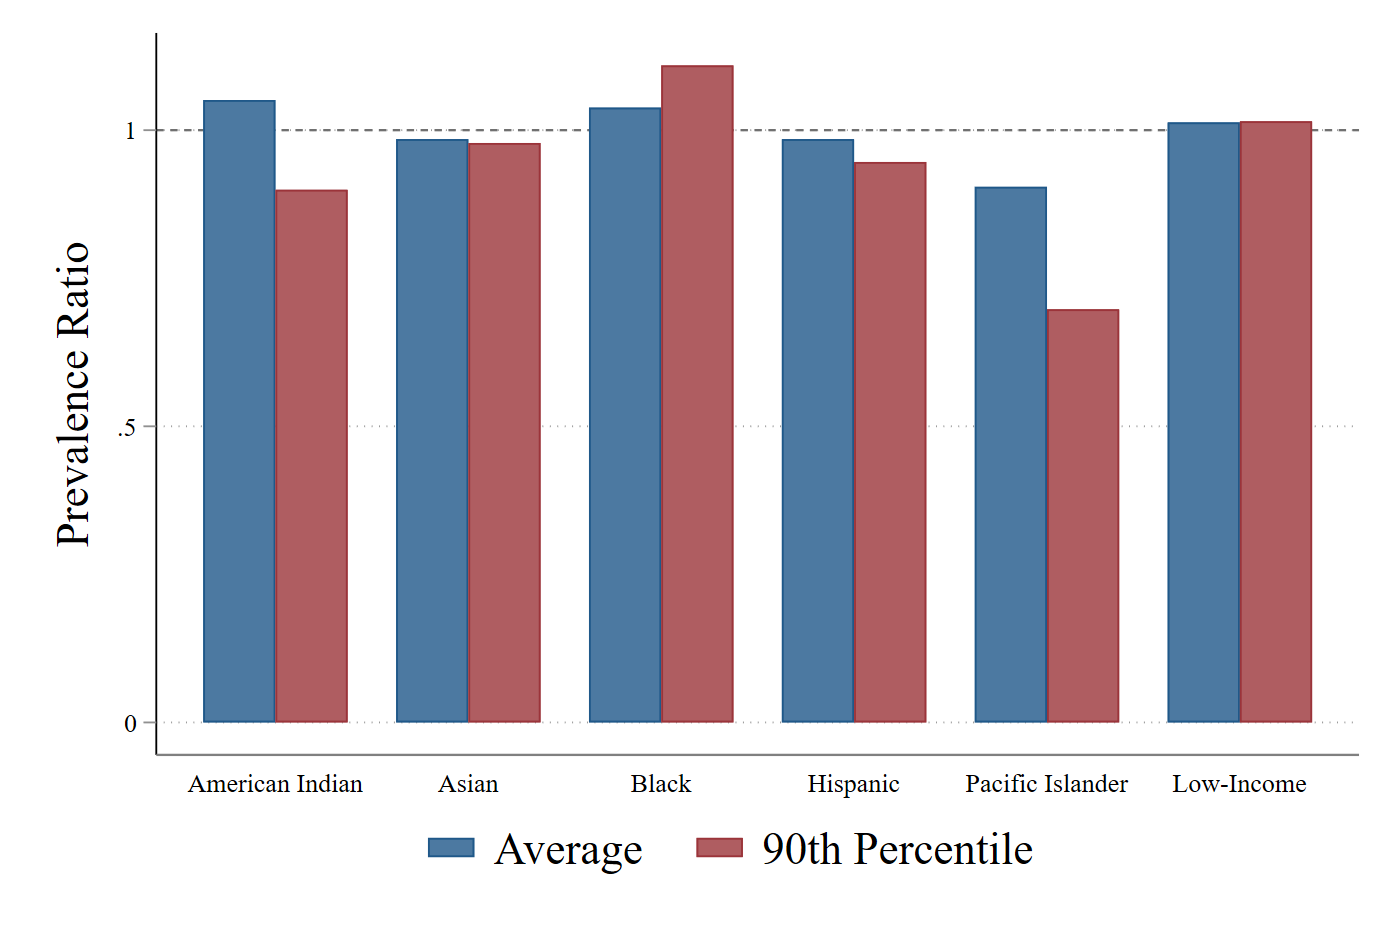 Prevalence Ratio
1
.5
0
American Indian Asian Black Hispanic Pacific Islander Low-Income
Average 90th Percentile